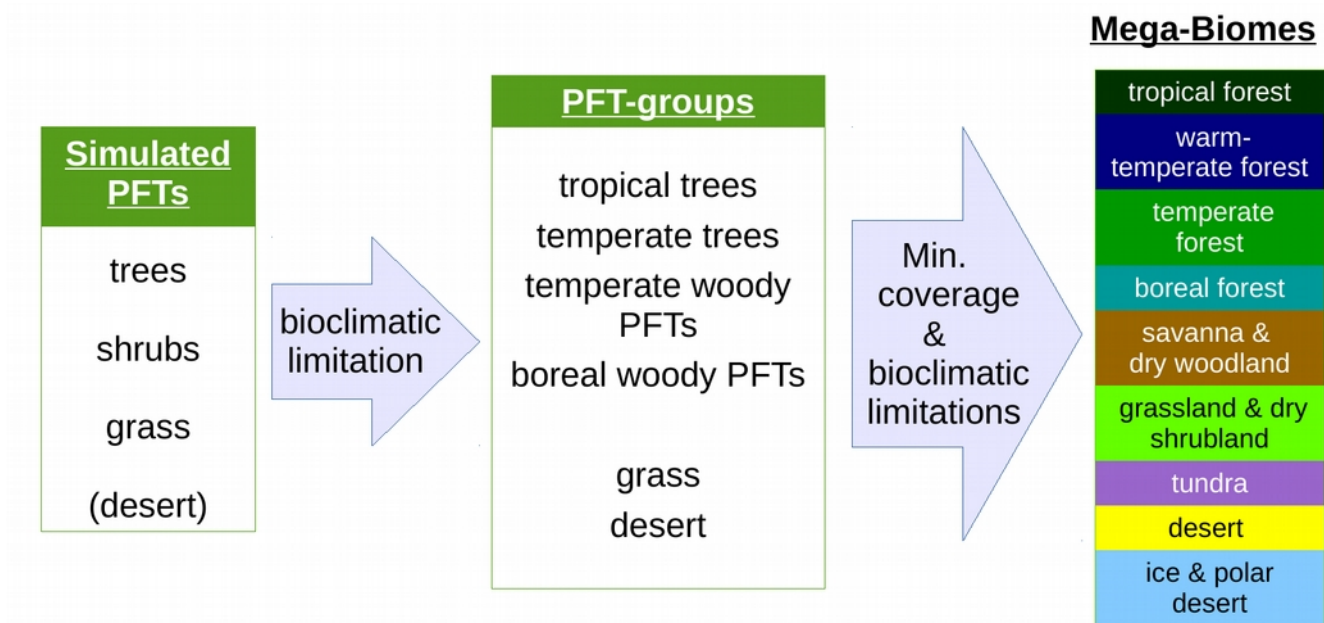 Simulated
PFTs
trees
shrubs
grass
(desert)
bioclimatic
limitation
PFT-groups
tropical trees
temperate trees
temperate woody
PFTs
boreal woody PFTs
grass
desert
Min.
coverage
&
bioclimatic
limitations
Mega-Biomes
tropical forest
warm-
temperate forest
temperate
forest
boreal forest
savanna &
dry woodland
grassland & dry
shrubland
tundra
desert
ice & polar
desert